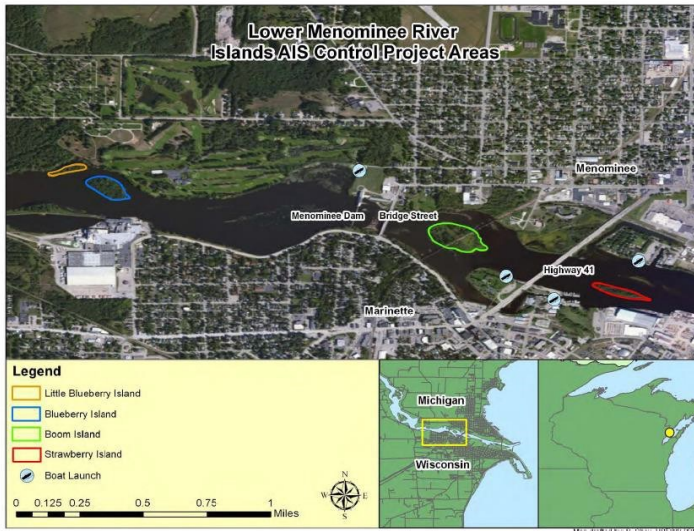 Lower Menominee River
Islands AIS Control Project Areas
Menominee
Menominee Dam
Bridge Street
Highway 41
Marinette
Legend
Little Blueberry Island
Blueberry Island
Boom Island
Strawberry Island
Boat Launch
0 0.125 0.25 0.5 0.75 1
Miles
N
W E
S
Michigan
Wisconsin